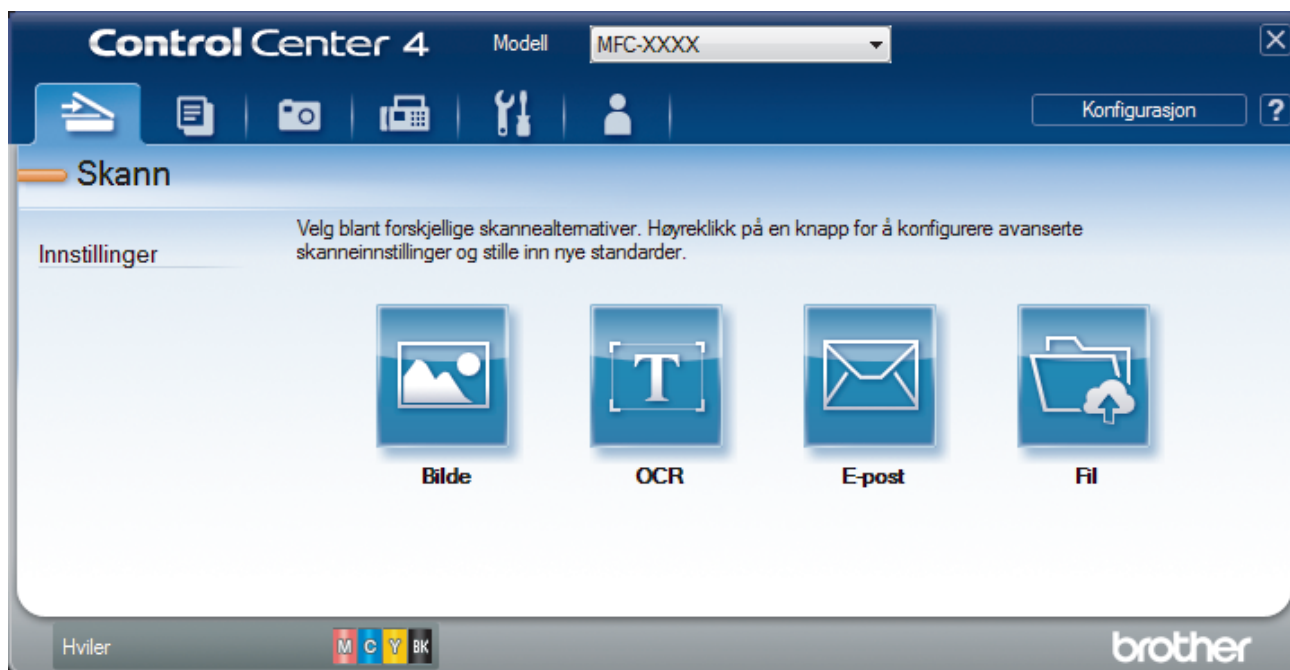 ControlCenter 4
Modell
MFC-XXXX
Konfigurasjon
?
Skann
Innstillinger
Velg blant forskjellige skannealternativer. Høyreklikk på en knapp for å konfigurere avanserte
skanneinnstillinger og stille inn nye standarder.
T
Bilde
OCR
E-post
Fil
Hviler
M C Y BK
brother